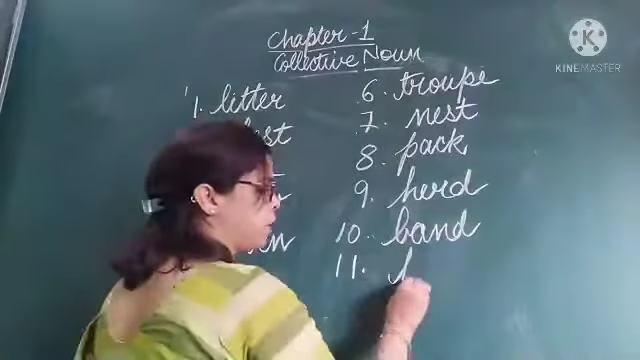 Chapter-1
Collective Noun
1. litter
6. troupe
7. nest
8. pack
9. herd
10. band
11.
KINEMASTER